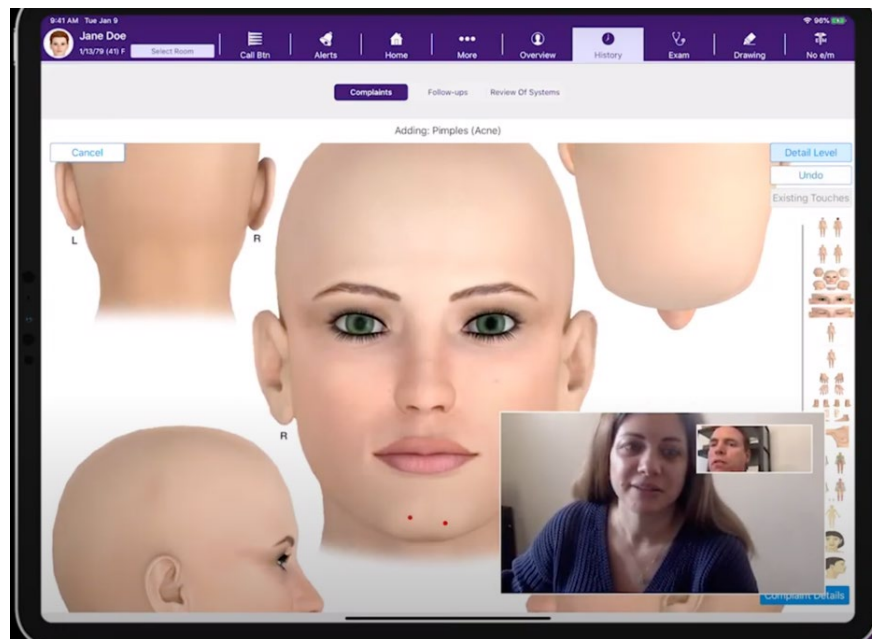 9:41 AM Tue Jan 9
98%
Jane Doe
1/13/79 (41) F
Select Room
Call Btn
Alerts
Home
More
Overview
History
Exam
Drawing
No e/m
Complaints
Follow-ups
Review Of Systems
Adding: Pimples (Acne)
Cancel
Detail Level
Undo
Existing Touches
L
R
R
Complaint Details